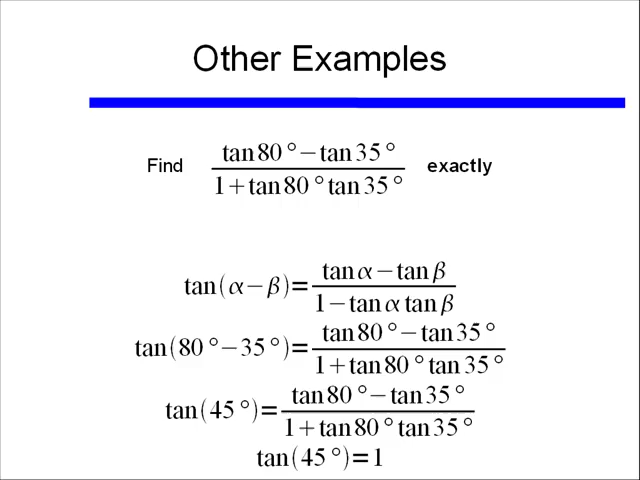 Other Examples
Find (tan 80° − tan 35°)/(1 + tan 80° tan 35°) exactly
tan(α − β) = (tan α − tan β)/(1 − tan α tan β)
tan(80° − 35°) = (tan 80° − tan 35°)/(1 + tan 80° tan 35°)
tan(45°) = (tan 80° − tan 35°)/(1 + tan 80° tan 35°)
tan(45°) = 1